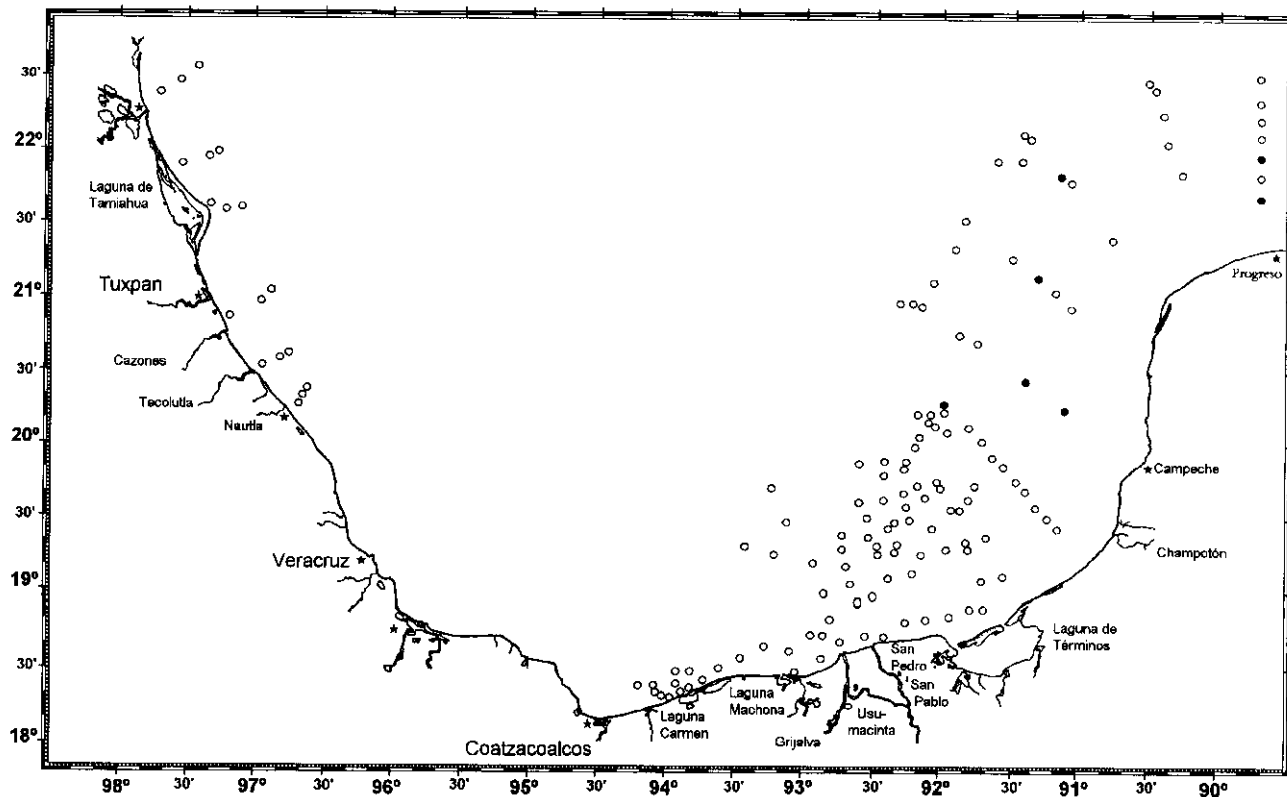 30'
22º
Laguna de
Tamiahua
30'
Progreso
Tuxpan
21º
Cazones
30'
Tecolutla
Nautla
20º
Campeche
30'
Champotón
Veracruz
19º
Laguna de
Términos
San
Pedro
30'
San
Pablo
Laguna
Machona
Laguna
Carmen
Usu-
macinta
Grijalva
18º
Coatzacoalcos
98º 30' 97º 30' 96º 30' 95º 30' 94º 30' 93º 30' 92º 30' 91º 30' 90º